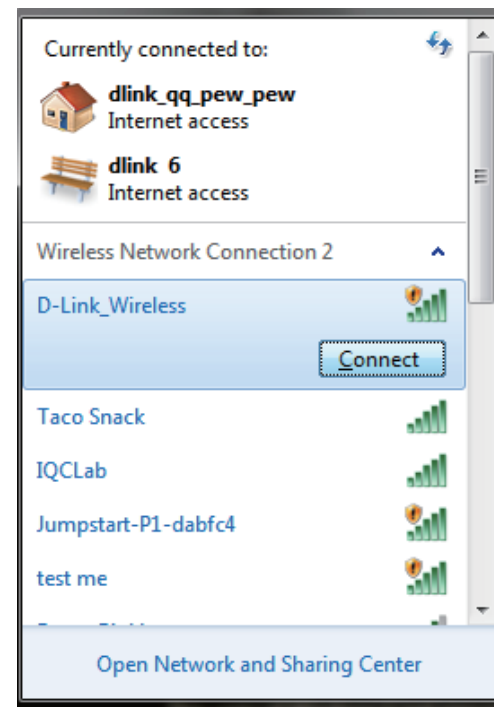 Currently connected to:
dlink_qq_pew_pew
Internet access
dlink 6
Internet access
Wireless Network Connection 2
D-Link_Wireless
Connect
Taco Snack
IQCLab
Jumpstart-P1-dabfc4
test me
Open Network and Sharing Center